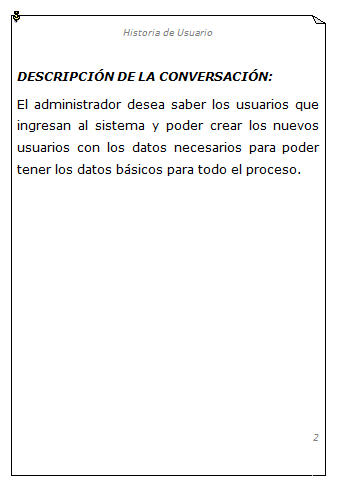 Historia de Usuario
DESCRIPCIÓN DE LA CONVERSACIÓN:
El administrador desea saber los usuarios que
ingresan al sistema y poder crear los nuevos
usuarios con los datos necesarios para poder
tener los datos básicos para todo el proceso.
2